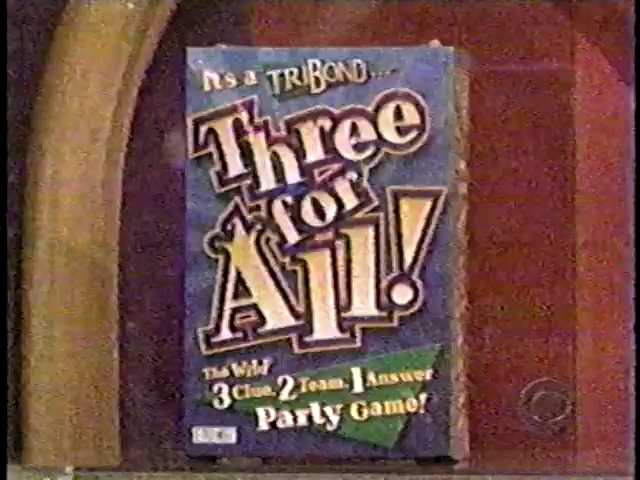 It's a TRIBOND...
Three
for
All!
The Wild
3 Clue, 2 Team, 1 Answer
Party Game!